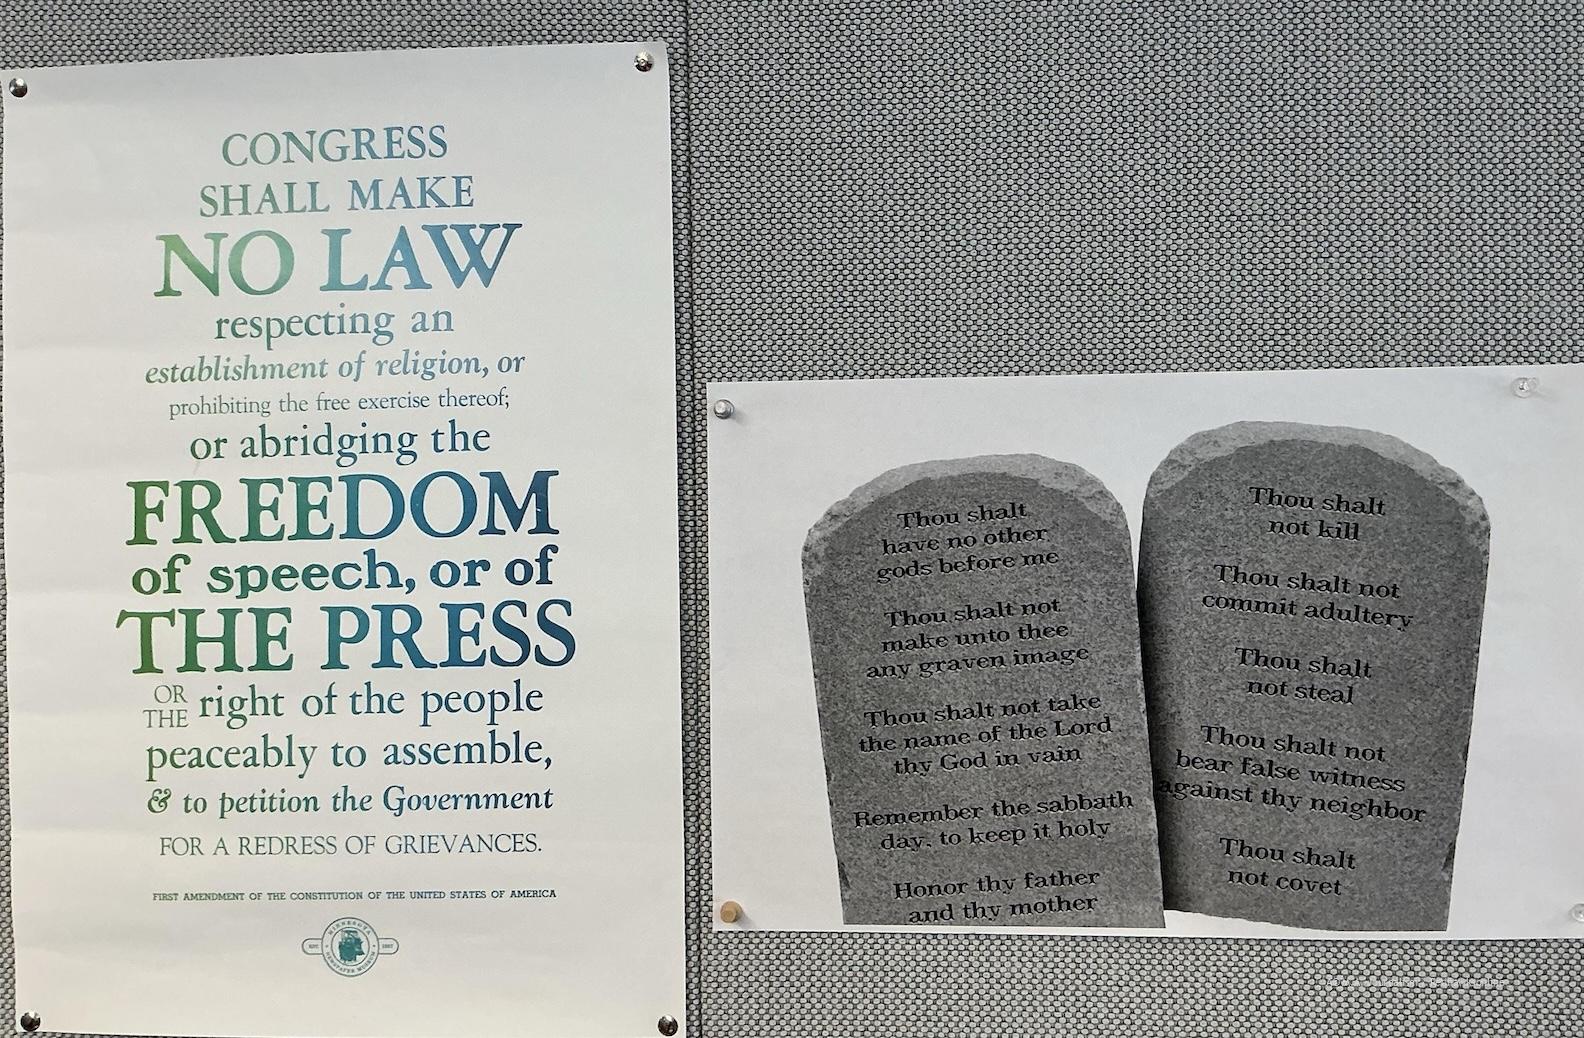 CONGRESS
SHALL MAKE
NO LAW
respecting an
establishment of religion, or
prohibiting the free exercise thereof;
or abridging the
FREEDOM
of speech, or of
THE PRESS
OR THE right of the people
peaceably to assemble,
& to petition the Government
FOR A REDRESS OF GRIEVANCES.
FIRST AMENDMENT OF THE CONSTITUTION OF THE UNITED STATES OF AMERICA
MINNESOTA
NEWSPAPER MUSEUM
Thou shalt
have no other
gods before me
Thou shalt not
make unto thee
any graven image
Thou shalt not take
the name of the Lord
thy God in vain
Remember the sabbath
day, to keep it holy
Honor thy father
and thy mother
Thou shalt
not kill
Thou shalt not
commit adultery
Thou shalt
not steal
Thou shalt not
bear false witness
against thy neighbor
Thou shalt
not covet